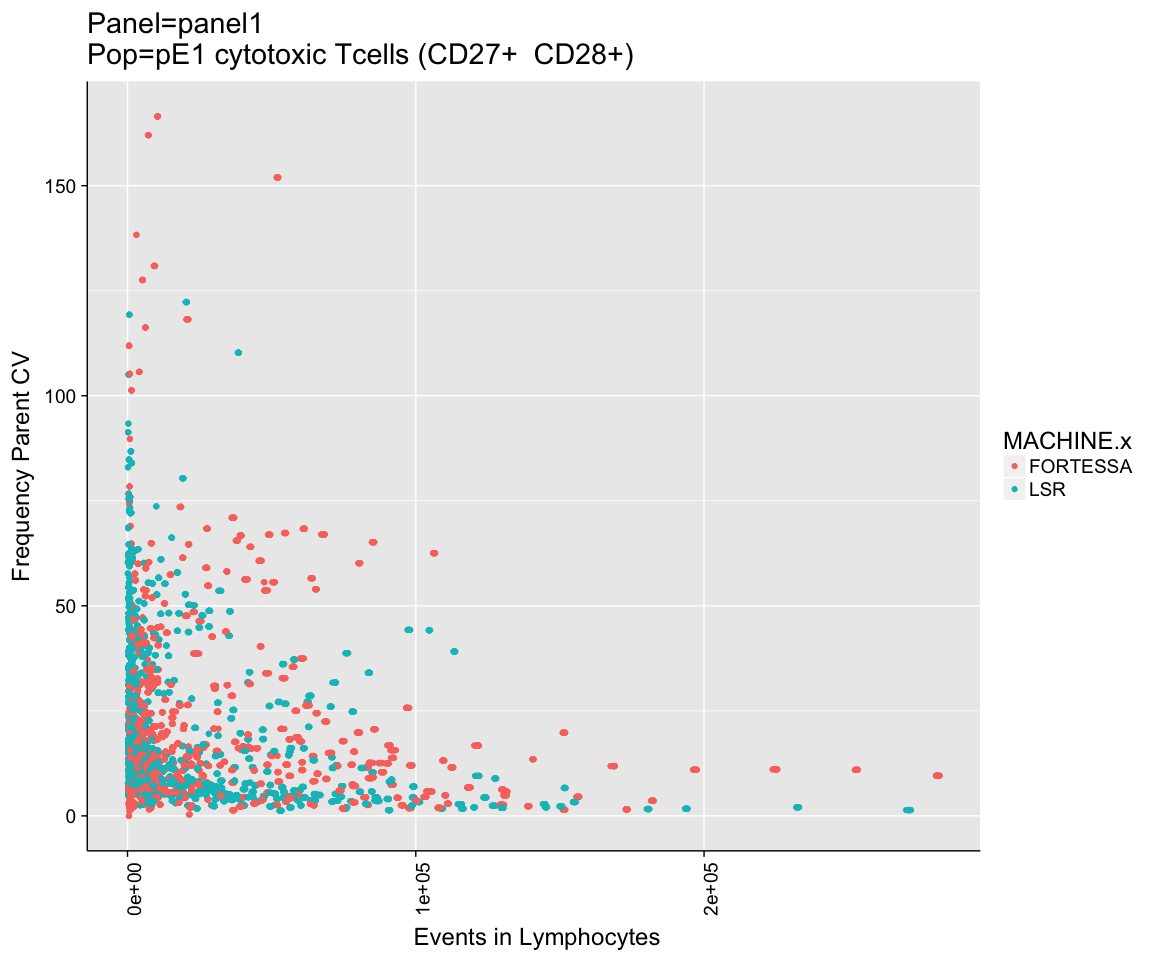 Panel=panel1
Pop=pE1 cytotoxic Tcells (CD27+  CD28+)
Frequency Parent CV
150
100
50
0
0e+00
1e+05
2e+05
Events in Lymphocytes
MACHINE.x
FORTESSA
LSR